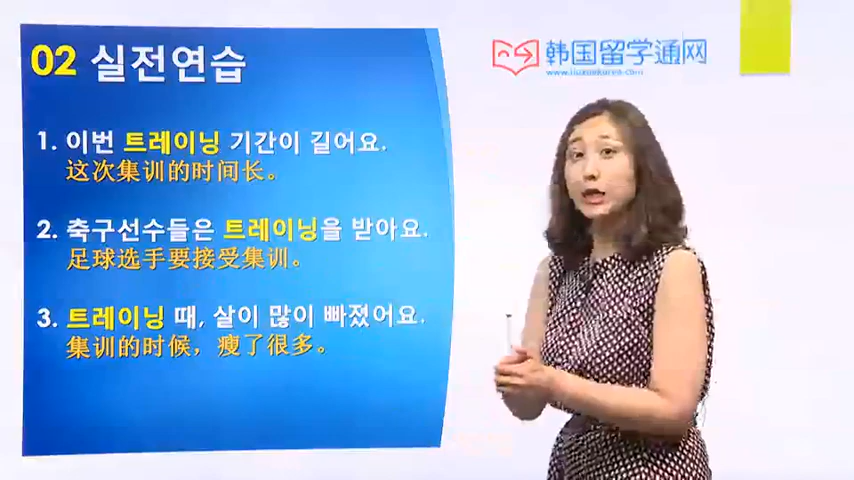 02 실전연습
韩国留学通网
1. 이번 트레이닝 기간이 길어요.
这次集训的时间长。
2. 축구선수들은 트레이닝을 받아요.
足球选手要接受集训。
3. 트레이닝 때, 살이 많이 빠졌어요.
集训的时候，瘦了很多。